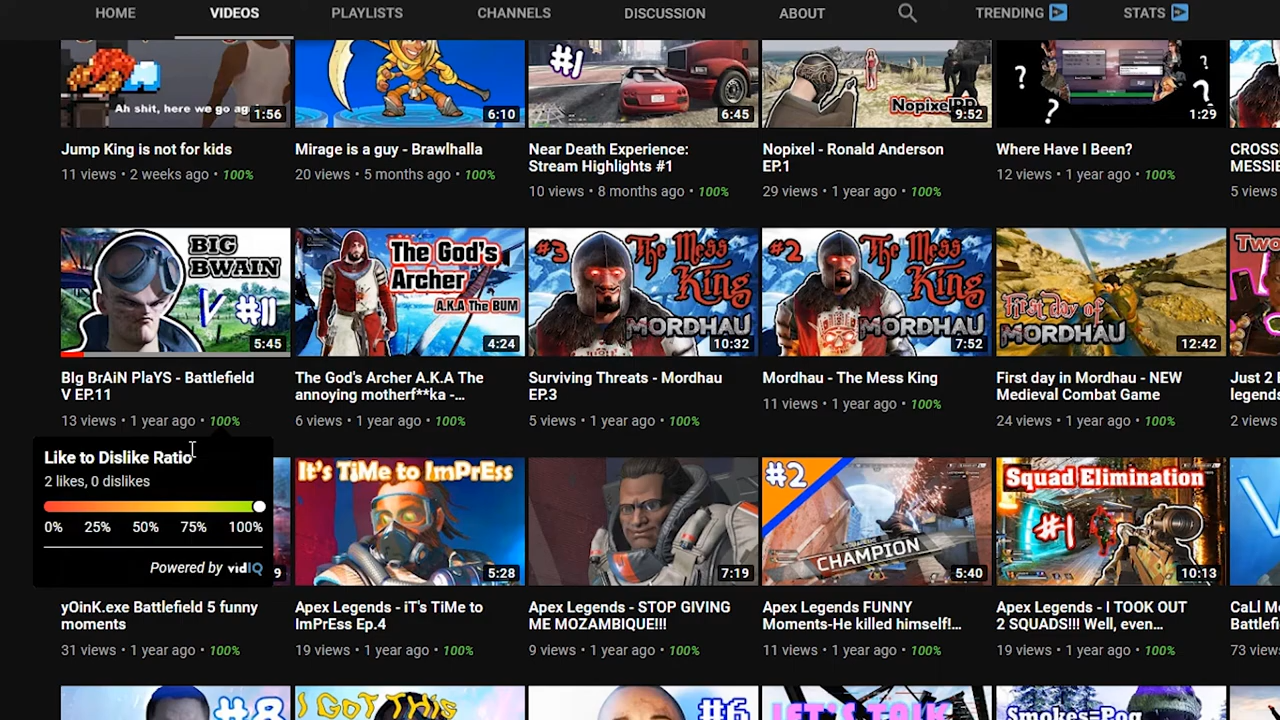 HOME VIDEOS PLAYLISTS CHANNELS DISCUSSION ABOUT TRENDING STATS
Ah shit, here we go ag
1:56
6:10
#1
6:45
NopixelRP
9:52
? ? ? ?
1:29
Jump King is not for kids
11 views • 2 weeks ago • 100%
Mirage is a guy - Brawlhalla
20 views • 5 months ago • 100%
Near Death Experience:
Stream Highlights #1
10 views • 8 months ago • 100%
Nopixel - Ronald Anderson
EP.1
29 views • 1 year ago • 100%
Where Have I Been?
12 views • 1 year ago • 100%
CROSS
MESSIE
5 views
BIG
BWAIN
V #11
5:45
The God's
Archer
A.K.A The BUM
4:24
#3 The Mess
King
MORDHAU
10:32
#2 The Mess
King
MORDHAU
7:52
First day of
MORDHAU
12:42
Two
BIg BrAiN PlaYS - Battlefield
V EP.11
13 views • 1 year ago • 100%
The God's Archer A.K.A The
annoying motherf**ka -...
6 views • 1 year ago • 100%
Surviving Threats - Mordhau
EP.3
5 views • 1 year ago • 100%
Mordhau - The Mess King
11 views • 1 year ago • 100%
First day in Mordhau - NEW
Medieval Combat Game
24 views • 1 year ago • 100%
Just 2
legends
2 views
Like to Dislike Ratio
2 likes, 0 dislikes
0% 25% 50% 75% 100%
Powered by vidIQ
9
It's TiMe to ImPrEss
5:28
7:19
#2
CHAMPION
5:40
Squad Elimination
#1
10:13
yOinK.exe Battlefield 5 funny
moments
31 views • 1 year ago • 100%
Apex Legends - iT's TiMe to
ImPrEss Ep.4
19 views • 1 year ago • 100%
Apex Legends - STOP GIVING
ME MOZAMBIQUE!!!
9 views • 1 year ago • 100%
Apex Legends FUNNY
Moments-He killed himself!...
11 views • 1 year ago • 100%
Apex Legends - I TOOK OUT
2 SQUADS!!! Well, even...
19 views • 1 year ago • 100%
CaLl M
Battlefi
73 view
#8
I GOT THIS
#6
LET'S TALK
Smokes=Pog